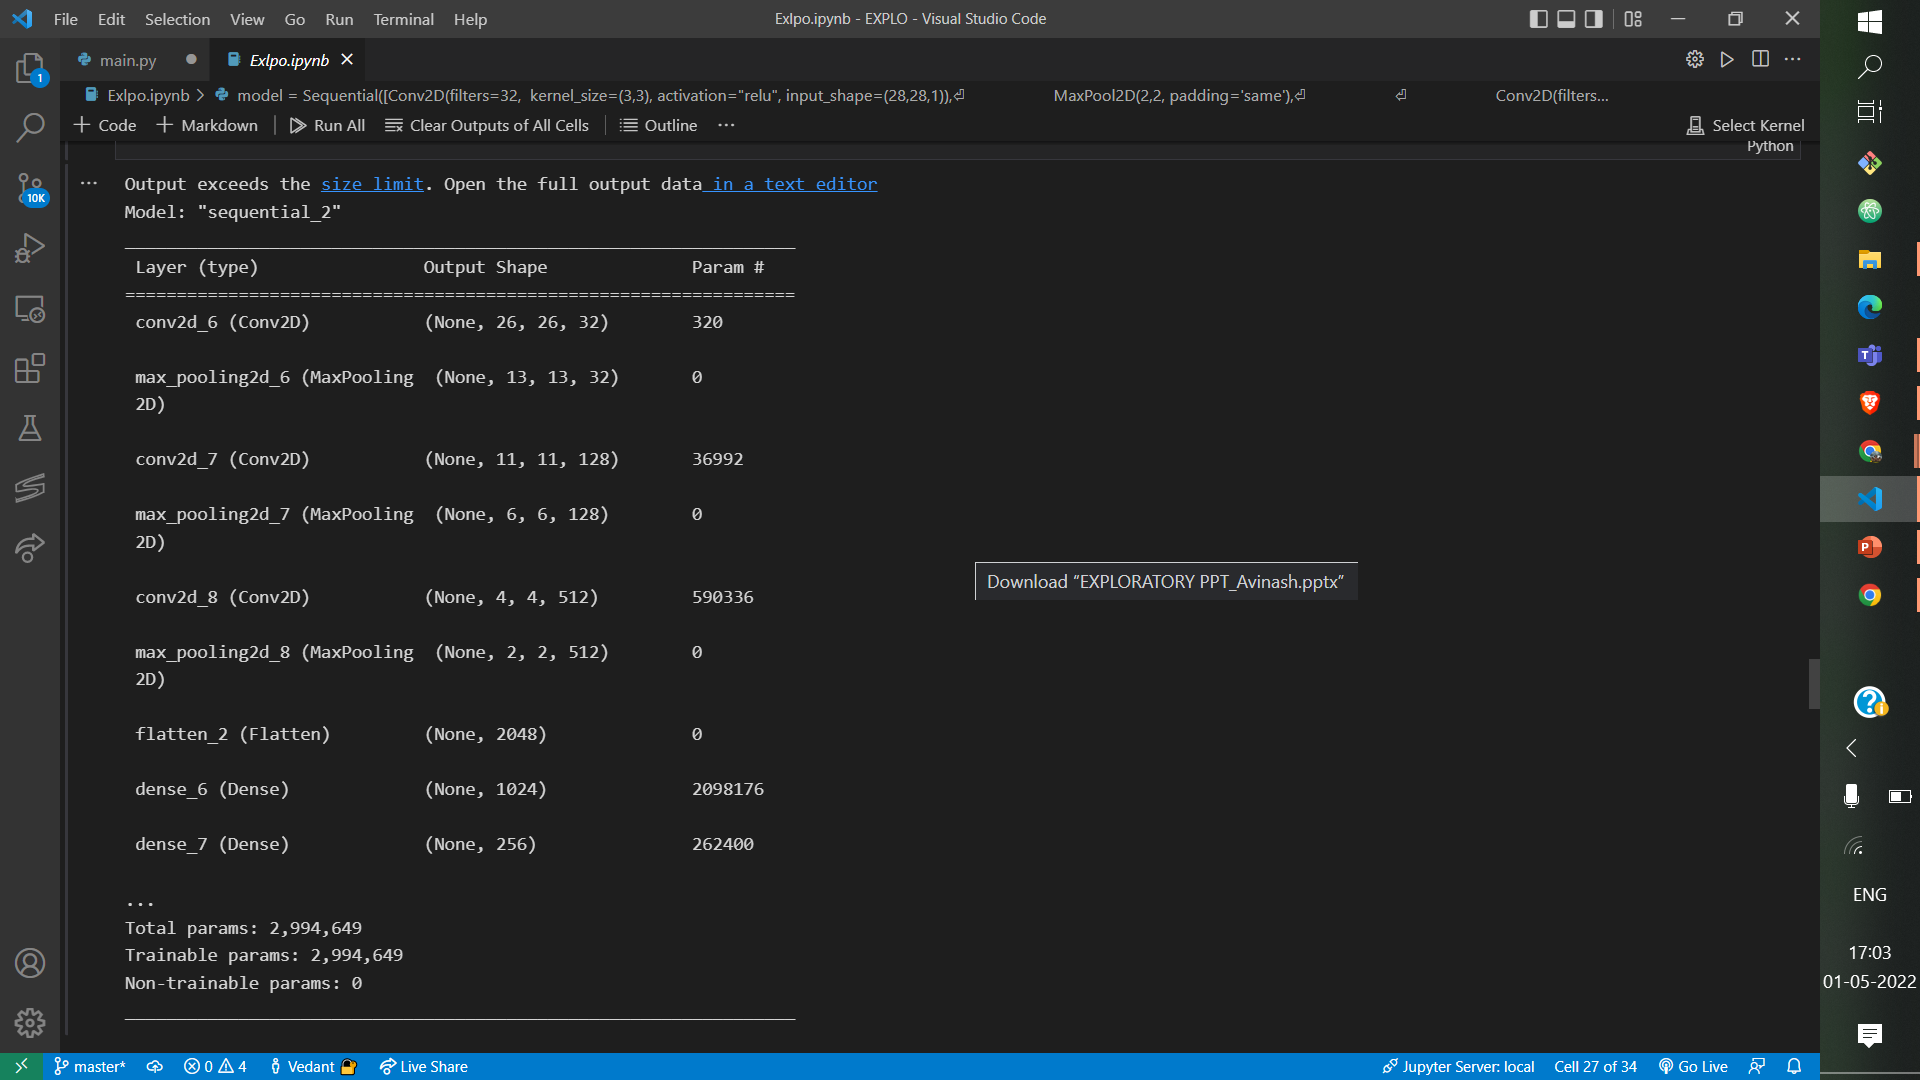 File Edit Selection View Go Run Terminal Help
Exlpo.ipynb - EXPLO - Visual Studio Code
main.py
Exlpo.ipynb
1
Exlpo.ipynb > model = Sequential([Conv2D(filters=32, kernel_size=(3,3), activation="relu", input_shape=(28,28,1)),⏎ MaxPool2D(2,2, padding='same'),⏎ ⏎ Conv2D(filters...
+ Code + Markdown Run All Clear Outputs of All Cells Outline ... Select Kernel
Python
10K
Output exceeds the size limit. Open the full output data in a text editor
Model: "sequential_2"
_________________________________________________________________
Layer (type) Output Shape Param #
=================================================================
conv2d_6 (Conv2D) (None, 26, 26, 32) 320
max_pooling2d_6 (MaxPooling (None, 13, 13, 32) 0
2D)
conv2d_7 (Conv2D) (None, 11, 11, 128) 36992
max_pooling2d_7 (MaxPooling (None, 6, 6, 128) 0
2D)
Download “EXPLORATORY PPT_Avinash.pptx”
conv2d_8 (Conv2D) (None, 4, 4, 512) 590336
max_pooling2d_8 (MaxPooling (None, 2, 2, 512) 0
2D)
flatten_2 (Flatten) (None, 2048) 0
dense_6 (Dense) (None, 1024) 2098176
dense_7 (Dense) (None, 256) 262400
...
Total params: 2,994,649
Trainable params: 2,994,649
Non-trainable params: 0
_________________________________________________________________
ENG
17:03
01-05-2022
master* 0 4 Vedant Live Share
Jupyter Server: local Cell 27 of 34 Go Live